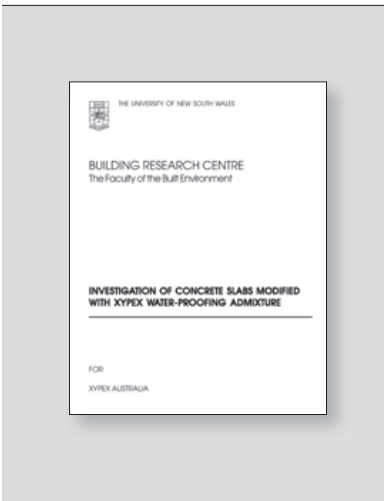 THE UNIVERSITY OF NEW SOUTH WALES
BUILDING RESEARCH CENTRE
The Faculty of the Built Environment
INVESTIGATION OF CONCRETE SLABS MODIFIED
WITH XYPEX WATER-PROOFING ADMIXTURE
FOR
XYPEX AUSTRALIA